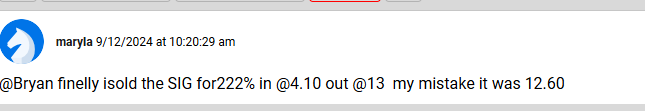 maryla 9/12/2024 at 10:20:29 am
@Bryan finelly isold the SIG for222% in @4.10 out @13  my mistake it was 12.60